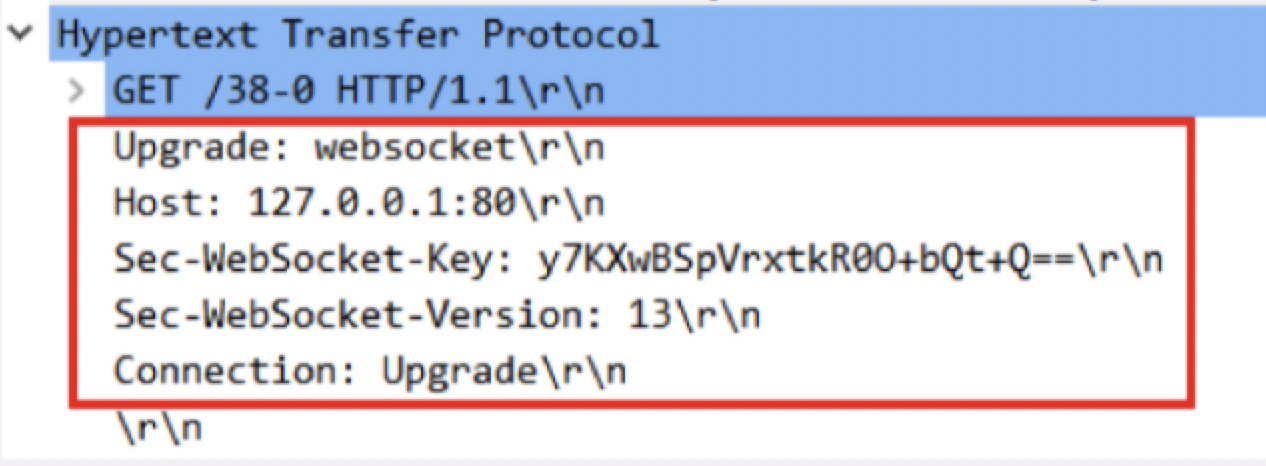 Hypertext Transfer Protocol
GET /38-0 HTTP/1.1\r\n
Upgrade: websocket\r\n
Host: 127.0.0.1:80\r\n
Sec-WebSocket-Key: y7KXwBSpVrxtkR0O+bQt+Q==\r\n
Sec-WebSocket-Version: 13\r\n
Connection: Upgrade\r\n
\r\n